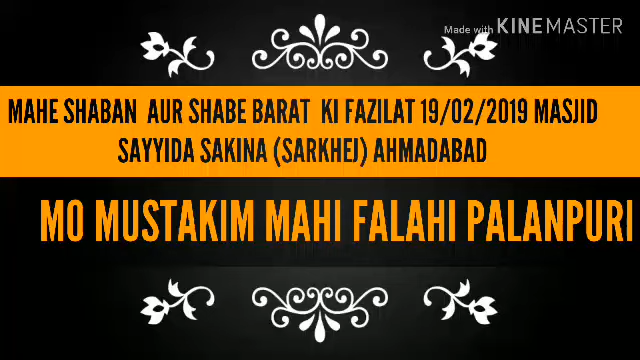 Made with KINEMASTER
MAHE SHABAN AUR SHABE BARAT KI FAZILAT 19/02/2019 MASJID
SAYYIDA SAKINA (SARKHEJ) AHMADABAD
MO MUSTAKIM MAHI FALAHI PALANPURI